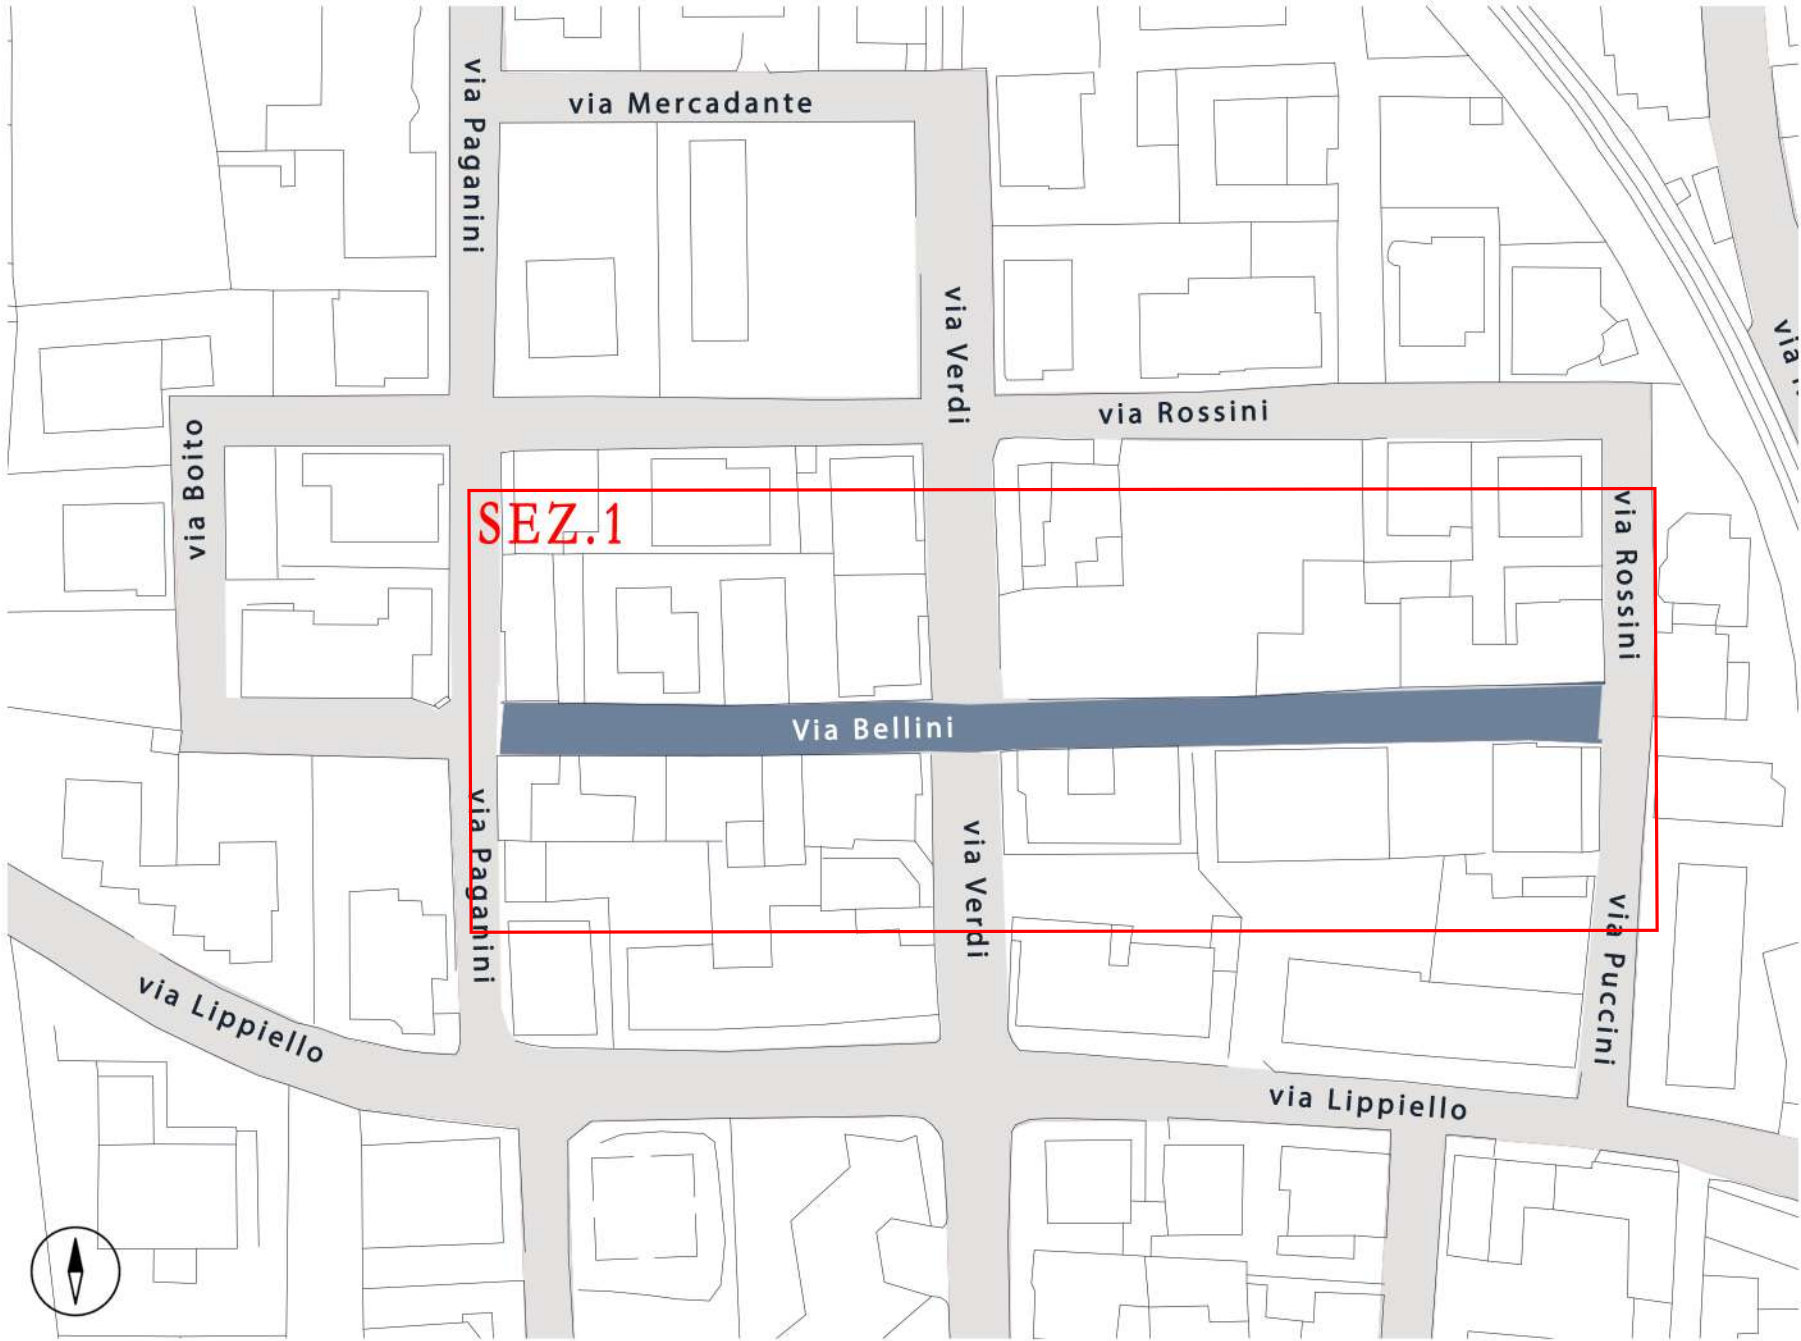 via Paganini
via Mercadante
via Verdi
via
via Rossini
via Boito
SEZ.1
via Rossini
Via Bellini
via Paganini
via Verdi
via Puccini
via Lippiello
via Lippiello